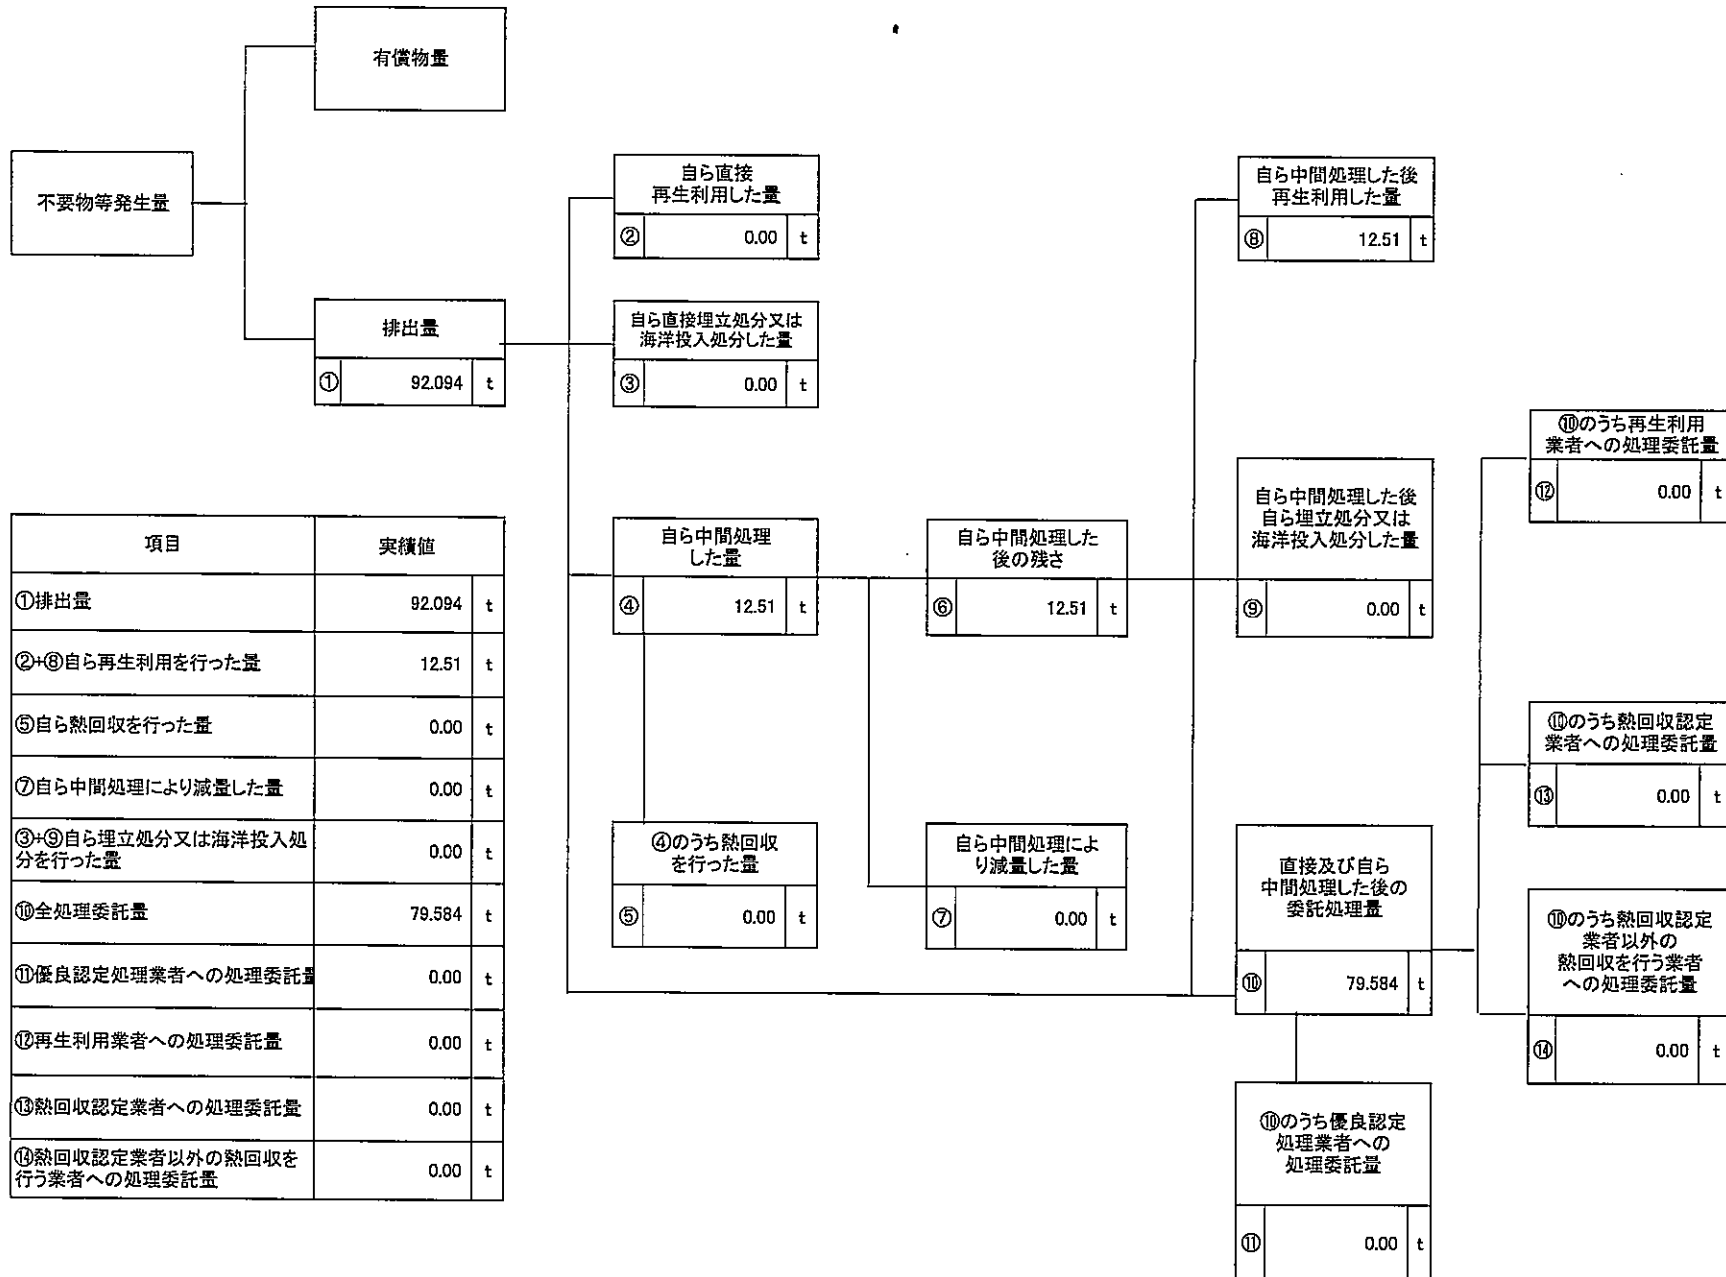 有償物量
不要物等発生量
排出量
① 92.094 t
自ら直接
再生利用した量
② 0.00 t
自ら直接埋立処分又は
海洋投入処分した量
③ 0.00 t
自ら中間処理
した量
④ 12.51 t
④のうち熱回収
を行った量
⑤ 0.00 t
自ら中間処理した
後の残さ
⑥ 12.51 t
自ら中間処理によ
り減量した量
⑦ 0.00 t
自ら中間処理した後
再生利用した量
⑧ 12.51 t
自ら中間処理した後
自ら埋立処分又は
海洋投入処分した量
⑨ 0.00 t
直接及び自ら
中間処理した後の
委託処理量
⑩ 79.584 t
⑩のうち優良認定
処理業者への
処理委託量
⑪ 0.00 t
⑩のうち再生利用
業者への処理委託量
⑫ 0.00 t
⑩のうち熱回収認定
業者への処理委託量
⑬ 0.00 t
⑩のうち熱回収認定
業者以外の
熱回収を行う業者
への処理委託量
⑭ 0.00 t
項目 実績値
①排出量 92.094 t
②+⑧自ら再生利用を行った量 12.51 t
⑤自ら熱回収を行った量 0.00 t
⑦自ら中間処理により減量した量 0.00 t
③+⑨自ら埋立処分又は海洋投入処
分を行った量 0.00 t
⑩全処理委託量 79.584 t
⑪優良認定処理業者への処理委託量 0.00 t
⑫再生利用業者への処理委託量 0.00 t
⑬熱回収認定業者への処理委託量 0.00 t
⑭熱回収認定業者以外の熱回収を
行う業者への処理委託量 0.00 t